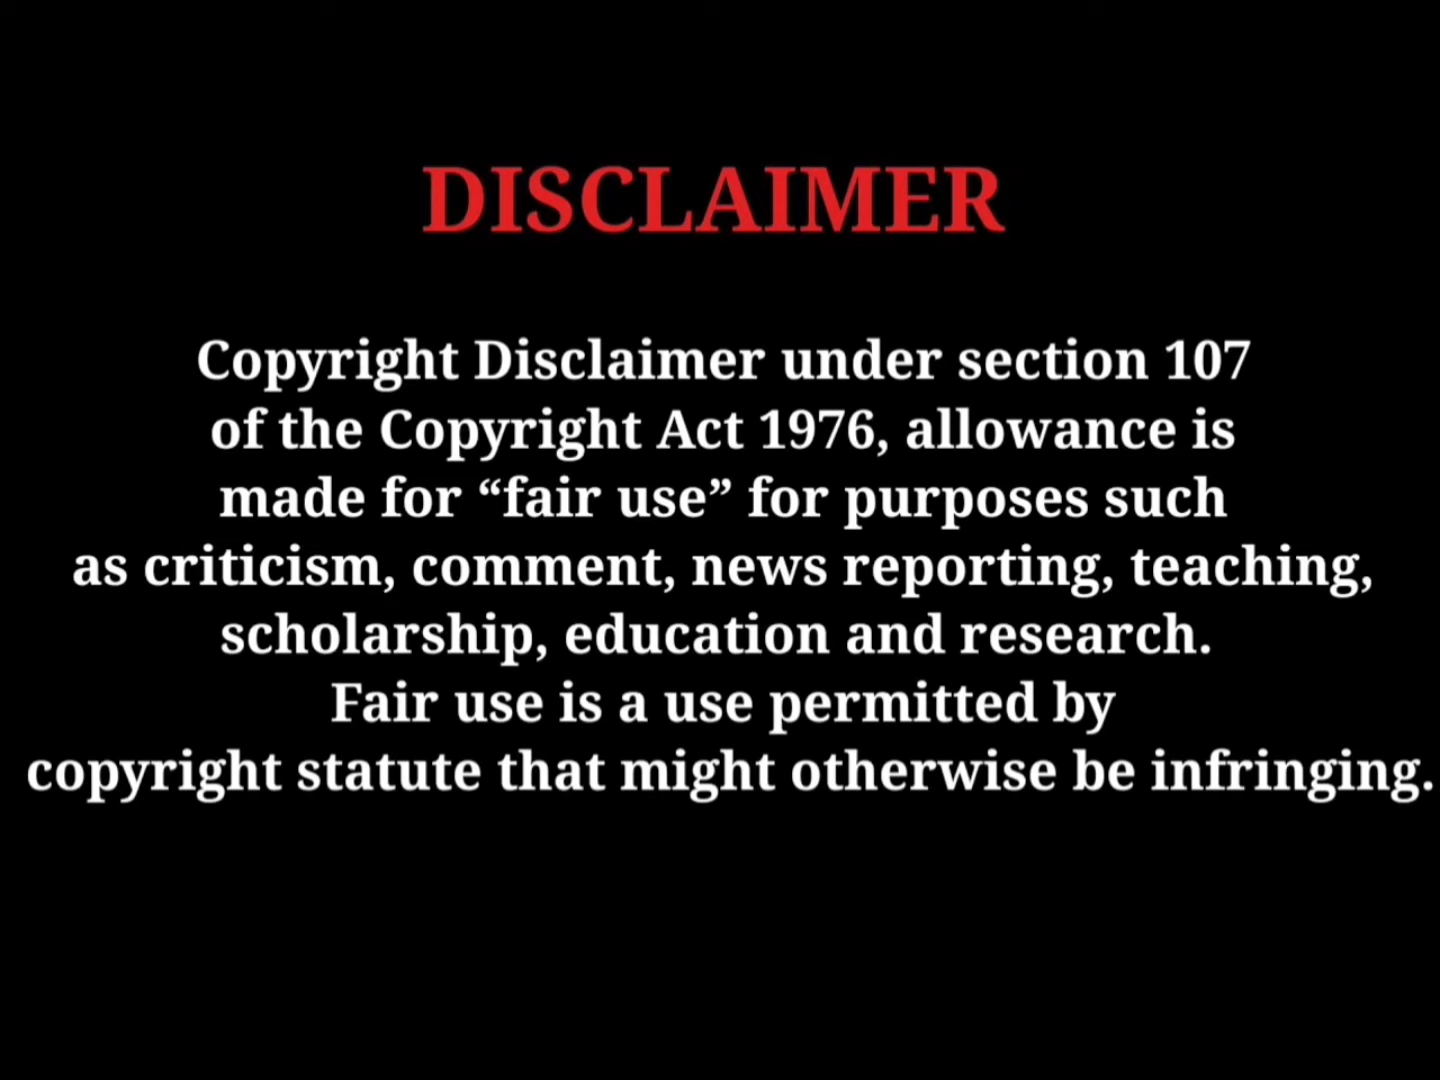 DISCLAIMER
Copyright Disclaimer under section 107
of the Copyright Act 1976, allowance is
made for “fair use” for purposes such
as criticism, comment, news reporting, teaching,
scholarship, education and research.
Fair use is a use permitted by
copyright statute that might otherwise be infringing.